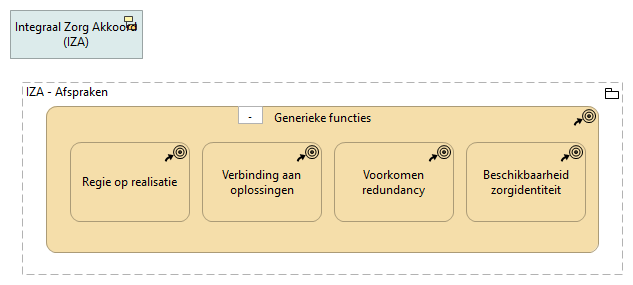 Integraal Zorg Akkoord
(IZA)
IZA - Afspraken
-
Generieke functies
Regie op realisatie
Verbinding aan
oplossingen
Voorkomen
redundancy
Beschikbaarheid
zorgidentiteit